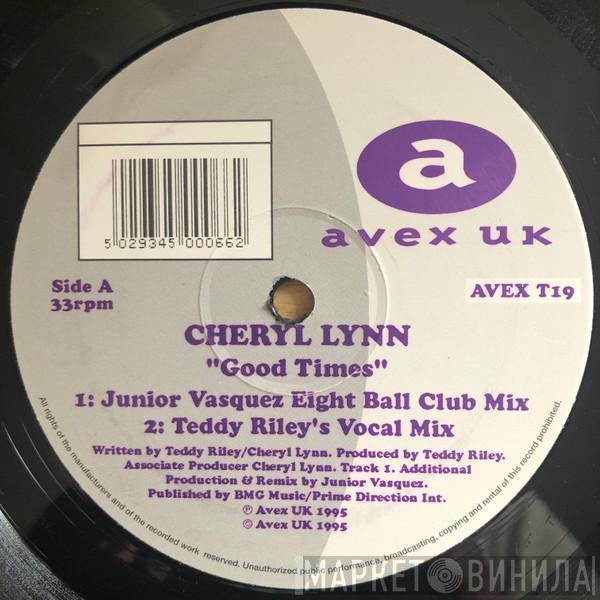 a
avex uk
5 029345 000662
Side A
33rpm
AVEX T19
CHERYL LYNN
"Good Times"
1: Junior Vasquez Eight Ball Club Mix
2: Teddy Riley's Vocal Mix
Written by Teddy Riley/Cheryl Lynn. Produced by Teddy Riley.
Associate Producer Cheryl Lynn. Track 1. Additional
Production & Remix by Junior Vasquez.
Published by BMG Music/Prime Direction Int.
℗ Avex UK 1995
© Avex UK 1995
All rights of the manufacturers and of the recorded work reserved. Unauthorized public performance, broadcasting, copying and rental of this record prohibited.
МАРКЕТ ВИНИЛА